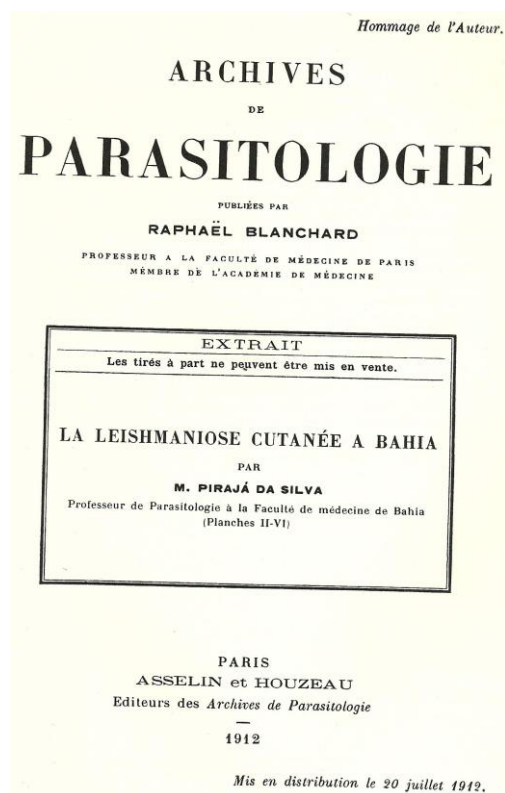 Hommage de l'Auteur.
ARCHIVES
DE
PARASITOLOGIE
PUBLIÉES PAR
RAPHAËL BLANCHARD
PROFESSEUR A LA FACULTÉ DE MÉDECINE DE PARIS
MÉMBRE DE L'ACADÉMIE DE MÉDECINE
EXTRAIT
Les tirés à part ne peuvent être mis en vente.
LA LEISHMANIOSE CUTANÉE A BAHIA
PAR
M. PIRAJÁ DA SILVA
Professeur de Parasitologie à la Faculté de médecine de Bahia
(Planches II-VI)
PARIS
ASSELIN et HOUZEAU
Editeurs des Archives de Parasitologie
—
1912
Mis en distribution le 20 juillet 1912.